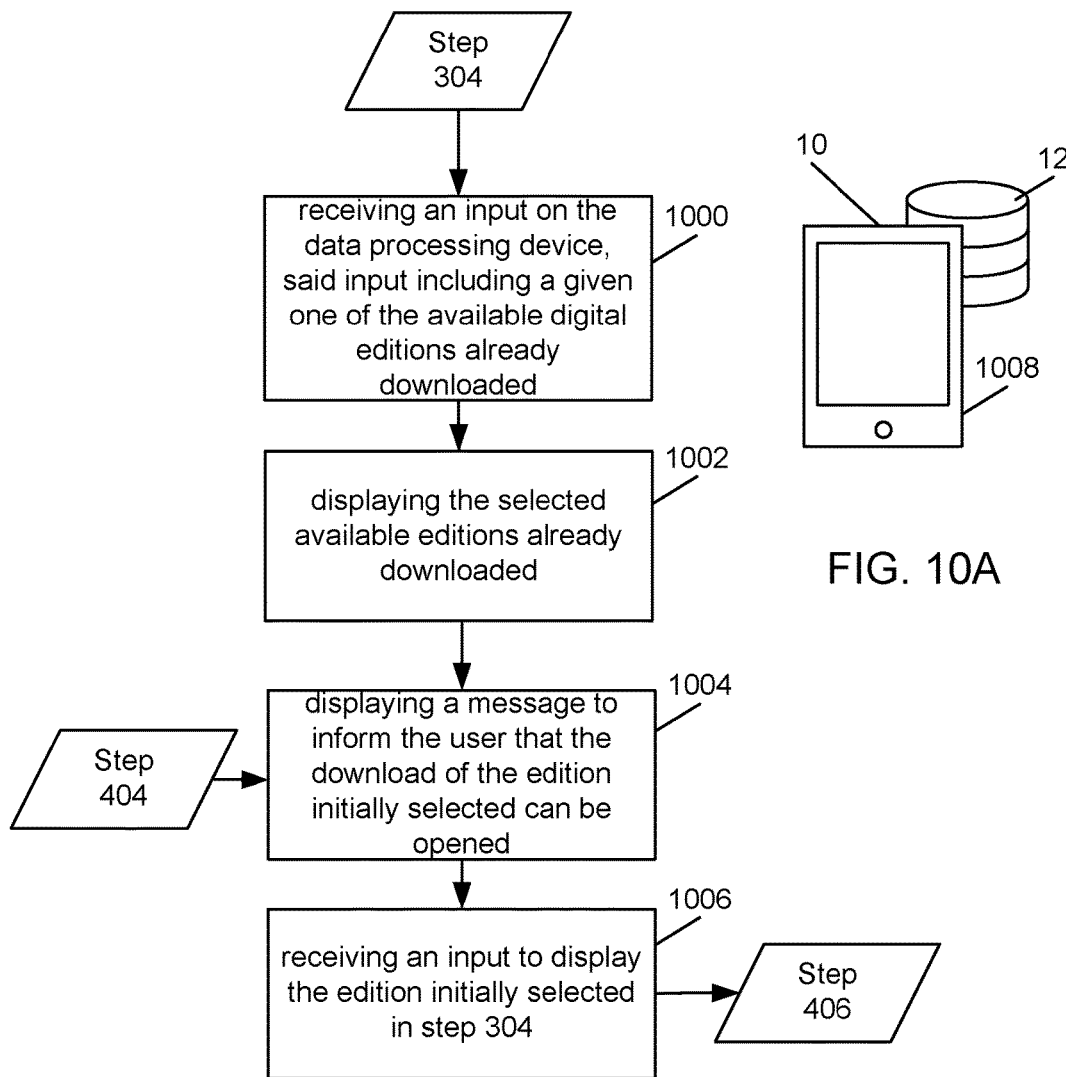 Step
304
10
12
1000
receiving an input on the
data processing device,
said input including a given
one of the available digital
editions already
downloaded
1008
1002
displaying the selected
available editions already
downloaded
FIG. 10A
1004
displaying a message to
inform the user that the
download of the edition
initially selected can be
opened
Step
404
1006
receiving an input to display
the edition initially selected
in step 304
Step
406